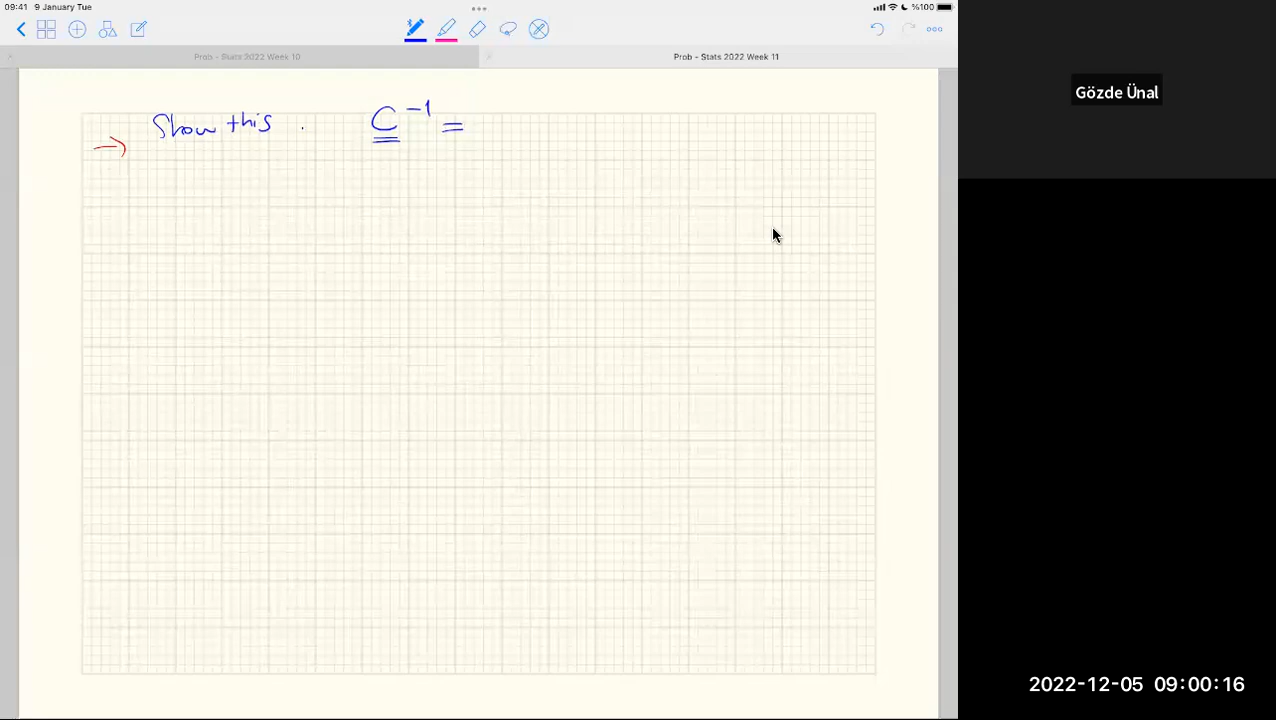 09:41 9 January Tue
%100
Prob - Stats 2022 Week 10
Prob - Stats 2022 Week 11
Gözde Ünal
Show this . C⁻¹ =
→
2022-12-05 09:00:16